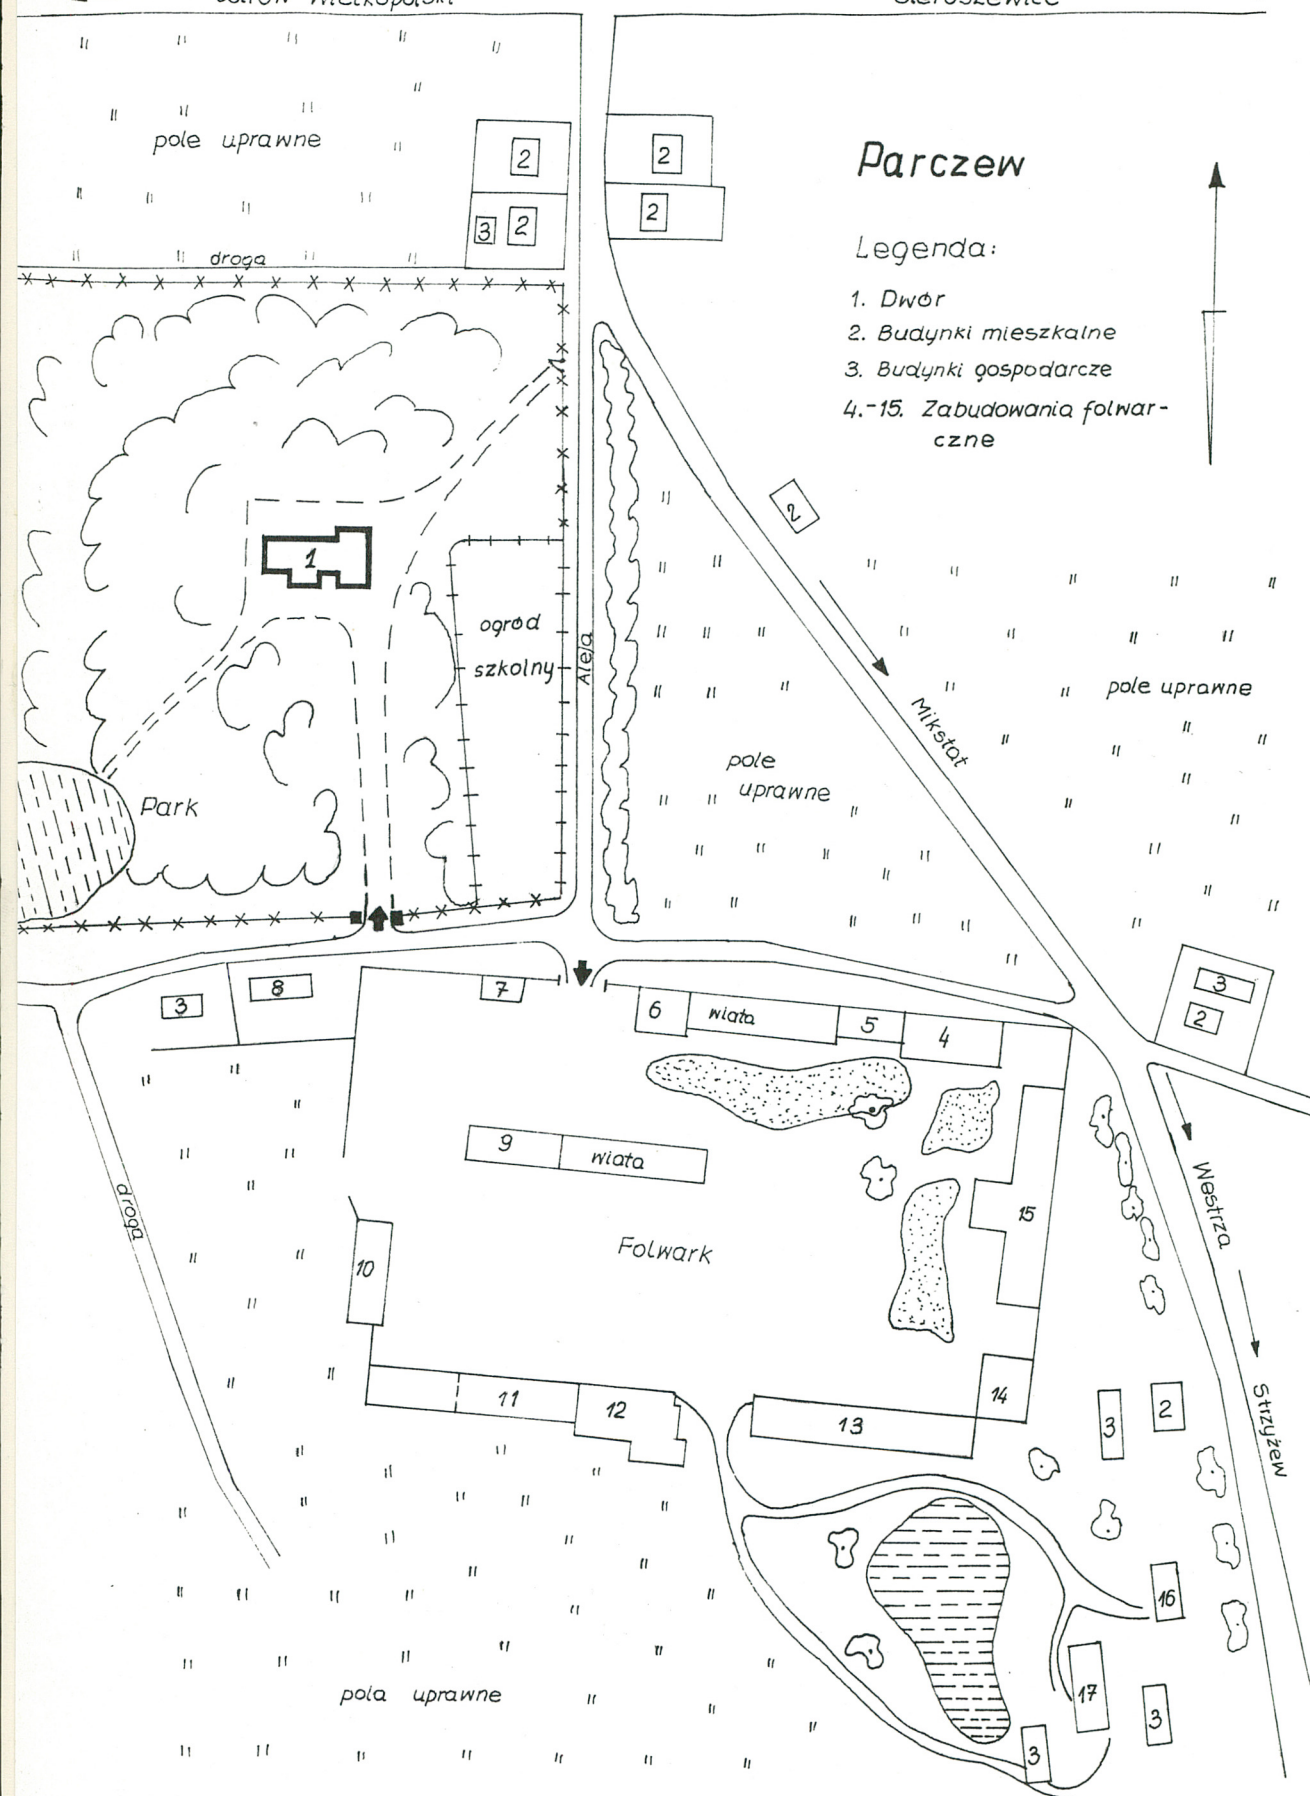 Wielkopolski
pole uprawne
2
2
3
2
2
droga
Parczew
Legenda:
1. Dwór
2. Budynki mieszkalne
3. Budynki gospodarcze
4.-15. Zabudowania folwar-
czne
2
1
ogród
szkolny
Aleja
Mikstat
pole uprawne
pole
uprawne
Park
3
8
7
6
wiata
5
4
3
2
9
wiata
15
Westrza
droga
Folwark
10
11
12
13
14
3
2
Strzyżew
16
17
3
3
pola uprawne